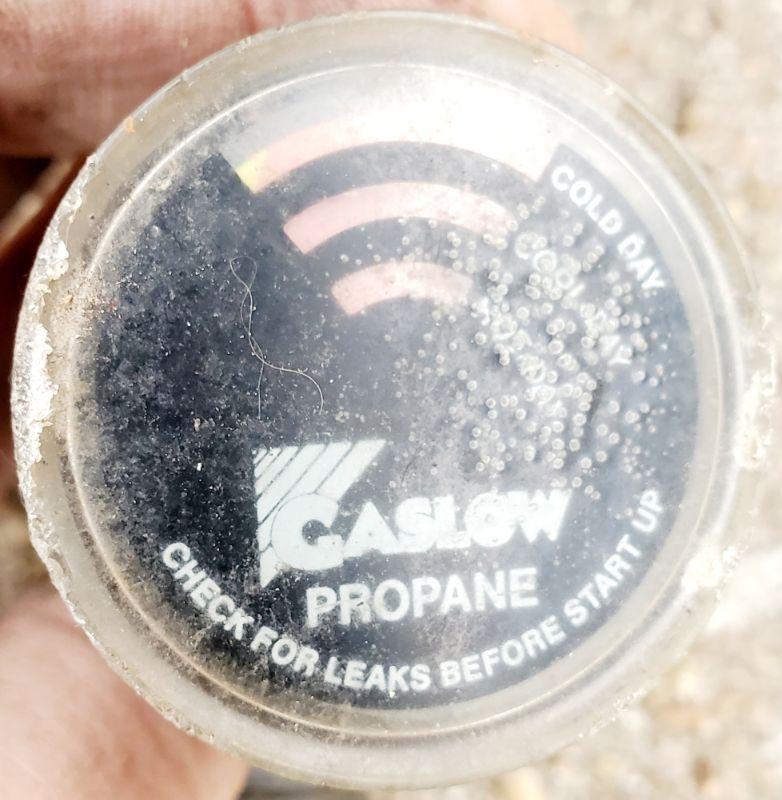 COLD DAY
COOL DAY
GASLOW
PROPANE
CHECK FOR LEAKS BEFORE START UP